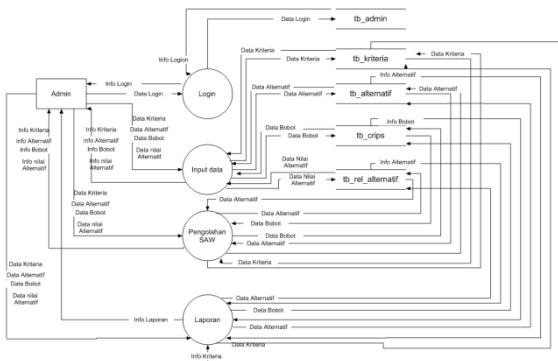 Data Login
tb_admin
Info Logion
Data Kriteria
Data Kriteria
tb_kriteria
Data Kriteria
Info Login
Info Alternatif
Admin
Data Login
Login
Data Alternatif
Data Alternatif
tb_alternatif
Data Alternatif
Info Kriteria
info Alternatif
Info Bobot
Info nilai
Alternatif
Info Kriteria
Info Alternatif
Info Bobot
Info nilai
Alternatif
Data Kriteria
Data Alternatif
Data Bobot
Data nilai
Alternatif
Input data
Data Bobot
Data Bobot
Info Bobot
tb_crips
Data Bobot
Data Nilai
Alternatif
Data Nilai
Alternatif
Info Alternatif
tb_rel_alternatif
Data Kriteria
Data Alternatif
Data Bobot
Data nilai
Alternatif
Pengolahan
SAW
Data Alternatif
Data Alternatif
Data Bobot
Data Bobot
Data Alternatif
Data Kriteria
Data Kriteria
Data Alternatif
Data Bobot
Data nilai
Alternatif
Info Laporan
Laporan
Data Alternatif
Data Bobot
Data Alternatif
Data Kriteria
Info Kriteria